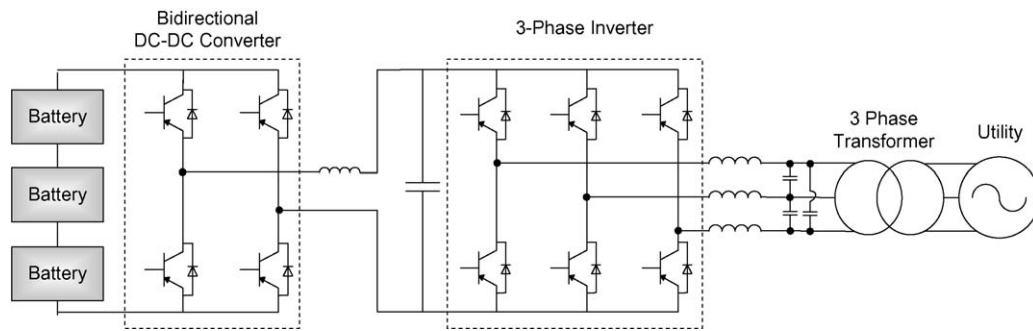 Bidirectional
DC-DC Converter
3-Phase Inverter
3 Phase
Transformer
Utility
Battery
Battery
Battery